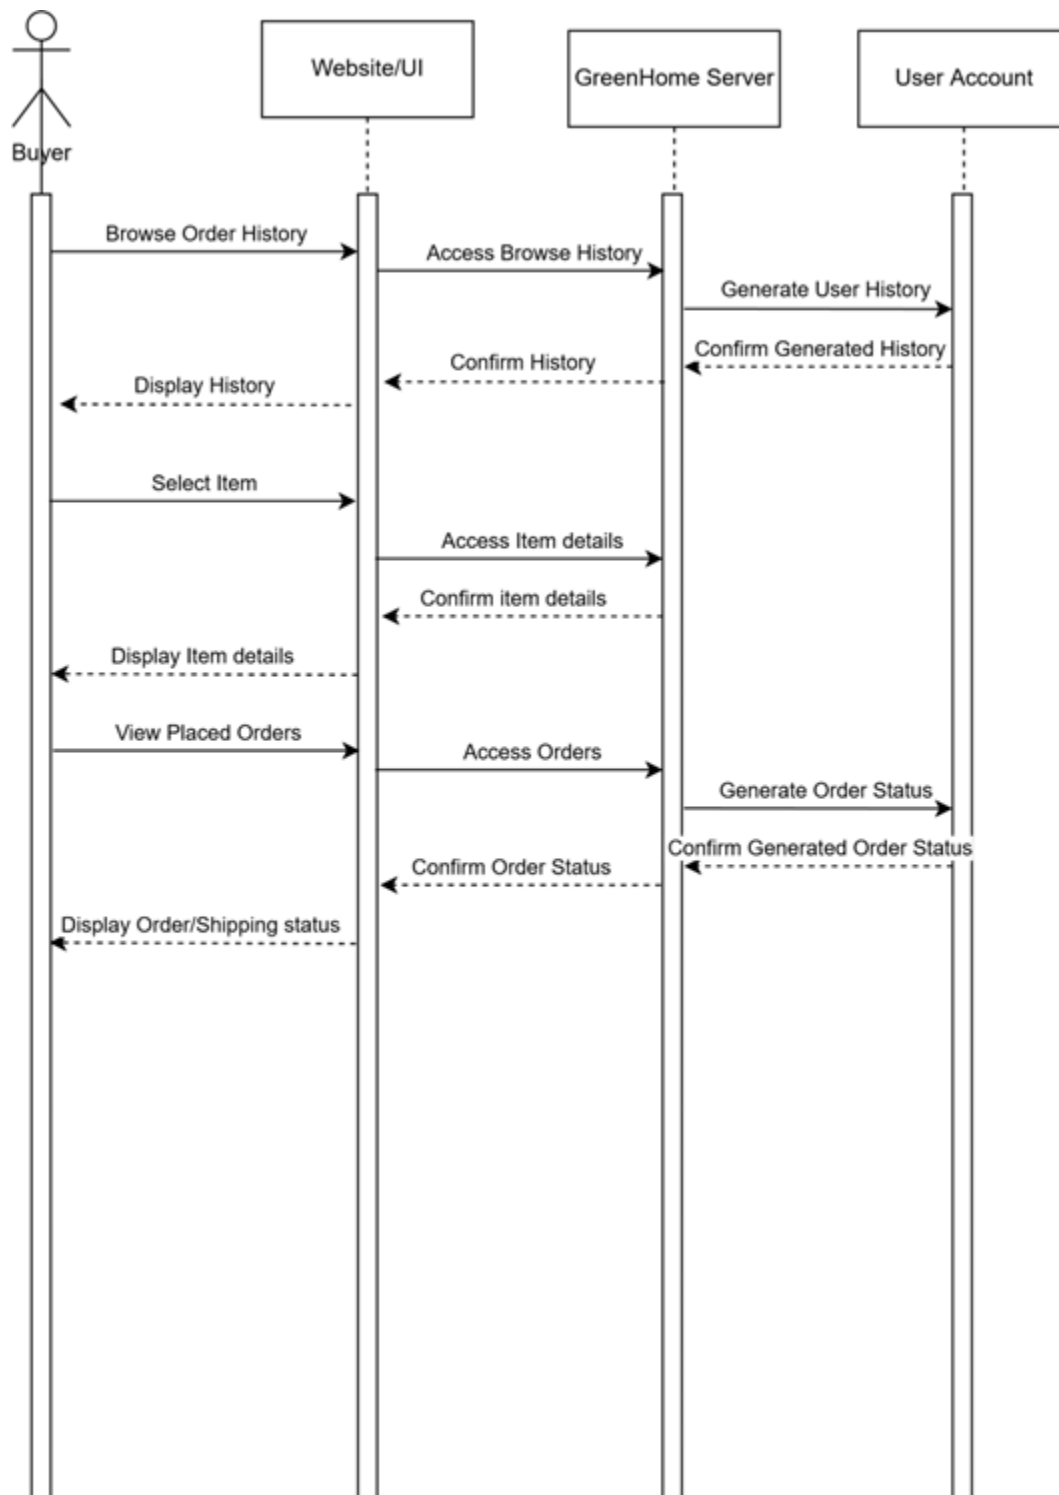 Website/UI
GreenHome Server
User Account
Buyer
Browse Order History
Access Browse History
Generate User History
Confirm Generated History
Confirm History
Display History
Select Item
Access Item details
Confirm item details
Display Item details
View Placed Orders
Access Orders
Generate Order Status
Confirm Generated Order Status
Confirm Order Status
Display Order/Shipping status